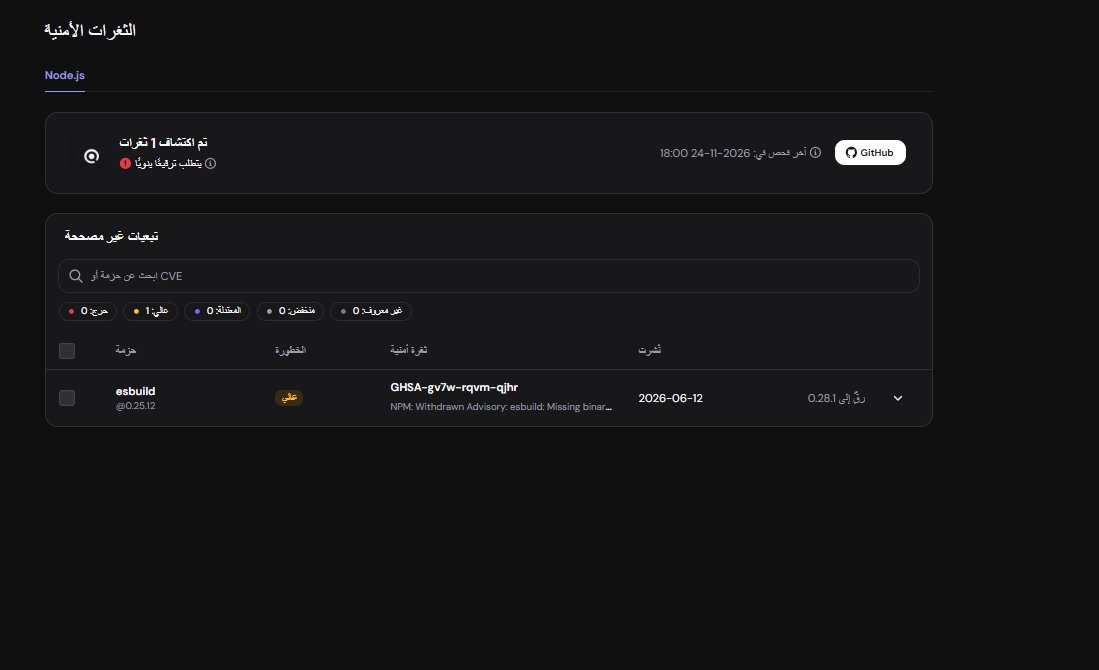 الثغرات الأمنية
Node.js
تم اكتشاف 1 ثغرات
يتطلب ترقيعًا يدويًا
آخر فحص في: 2026-11-24 18:00
GitHub
تبعيات غير مصححة
ابحث عن حزمة أو CVE
حرج: 0
عالي: 1
المعتدلة: 0
منخفض: 0
غير معروف: 0
حزمة الخطورة ثغرة أمنية نُشرت
esbuild عالي GHSA-gv7w-rqvm-qjhr 2026-06-12 رقّ إلى 0.28.1
@0.25.12 NPM: Withdrawn Advisory: esbuild: Missing binar...